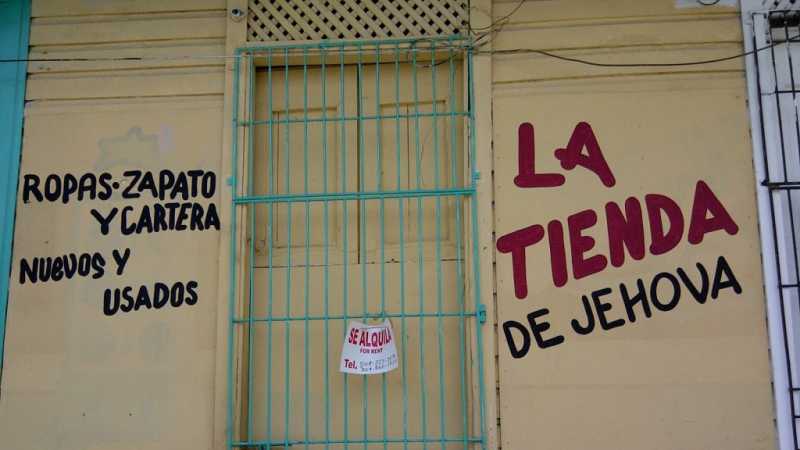 ROPAS·ZAPATO
Y CARTERA
NUEVOS Y
USADOS
SE ALQUILA
FOR RENT
Tel.
LA
TIENDA
DE JEHOVA